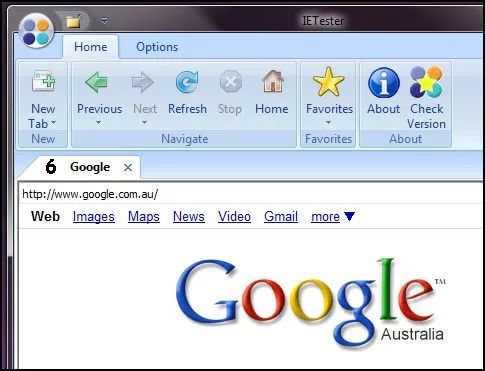 IETester
Home Options
New Tab Previous Next Refresh Stop Home Favorites About Check Version
New Navigate Favorites About
6 Google
http://www.google.com.au/
Web Images Maps News Video Gmail more
Google™
Australia